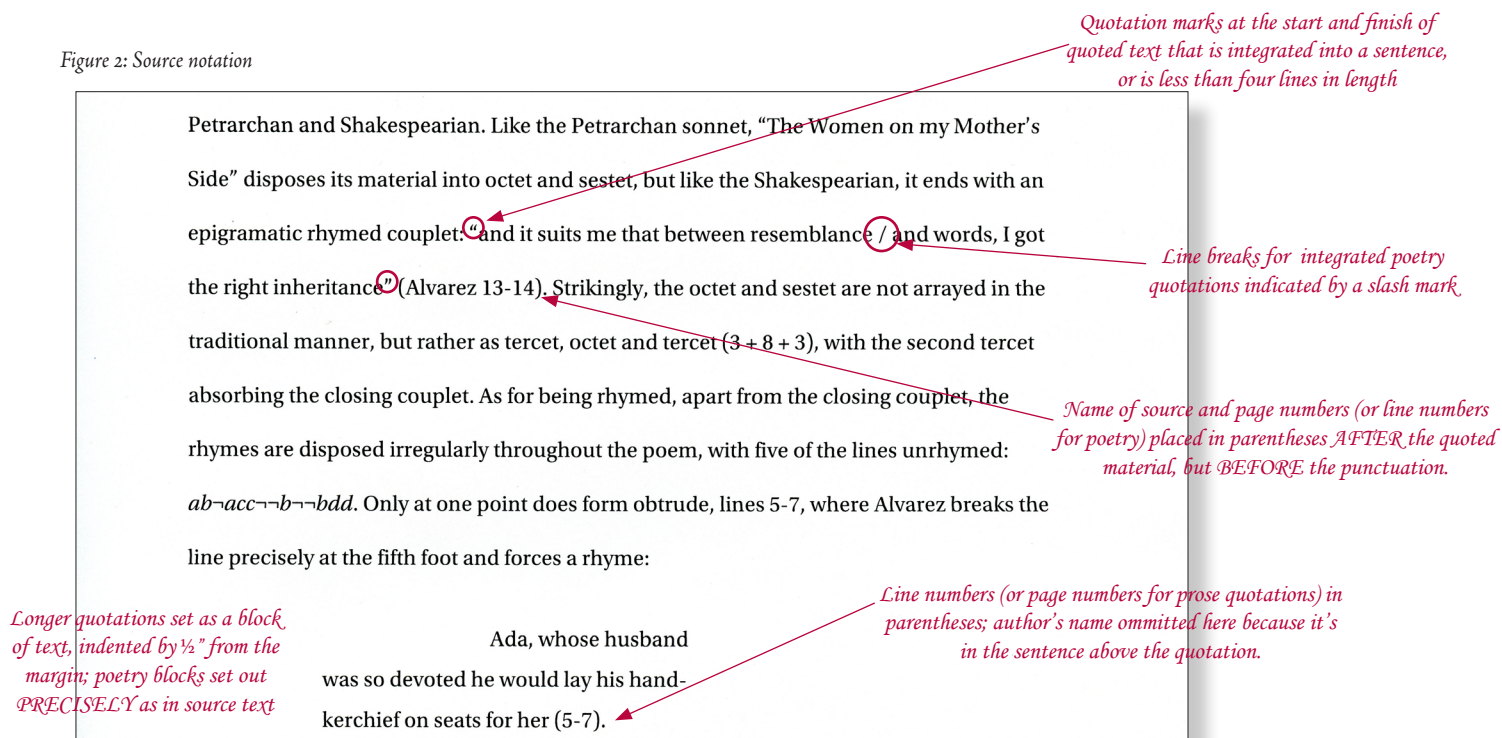 Quotation marks at the start and finish of
quoted text that is integrated into a sentence,
or is less than four lines in length
Figure 2: Source notation
Petrarchan and Shakespearian. Like the Petrarchan sonnet, “The Women on my Mother’s
Side” disposes its material into octet and sestet, but like the Shakespearian, it ends with an
epigramatic rhymed couplet: “and it suits me that between resemblance / and words, I got
the right inheritance” (Alvarez 13-14). Strikingly, the octet and sestet are not arrayed in the
traditional manner, but rather as tercet, octet and tercet (3 + 8 + 3), with the second tercet
absorbing the closing couplet. As for being rhymed, apart from the closing couplet, the
rhymes are disposed irregularly throughout the poem, with five of the lines unrhymed:
ab¬acc¬¬b¬¬bdd. Only at one point does form obtrude, lines 5-7, where Alvarez breaks the
line precisely at the fifth foot and forces a rhyme:
Line breaks for integrated poetry
quotations indicated by a slash mark
Name of source and page numbers (or line numbers
for poetry) placed in parentheses AFTER the quoted
material, but BEFORE the punctuation.
Longer quotations set as a block
of text, indented by ½” from the
margin; poetry blocks set out
PRECISELY as in source text
Ada, whose husband
was so devoted he would lay his hand-
kerchief on seats for her (5-7).
Line numbers (or page numbers for prose quotations) in
parentheses; author’s name ommitted here because it’s
in the sentence above the quotation.